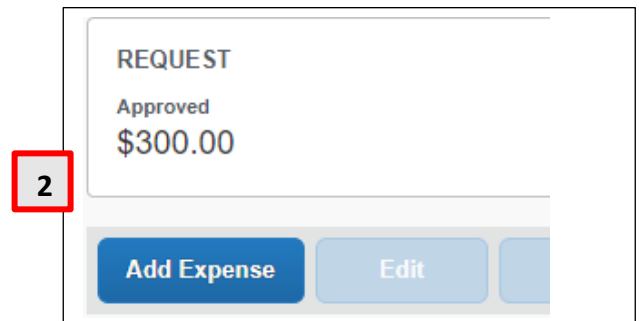 REQUEST
Approved
$300.00
2
Add Expense Edit